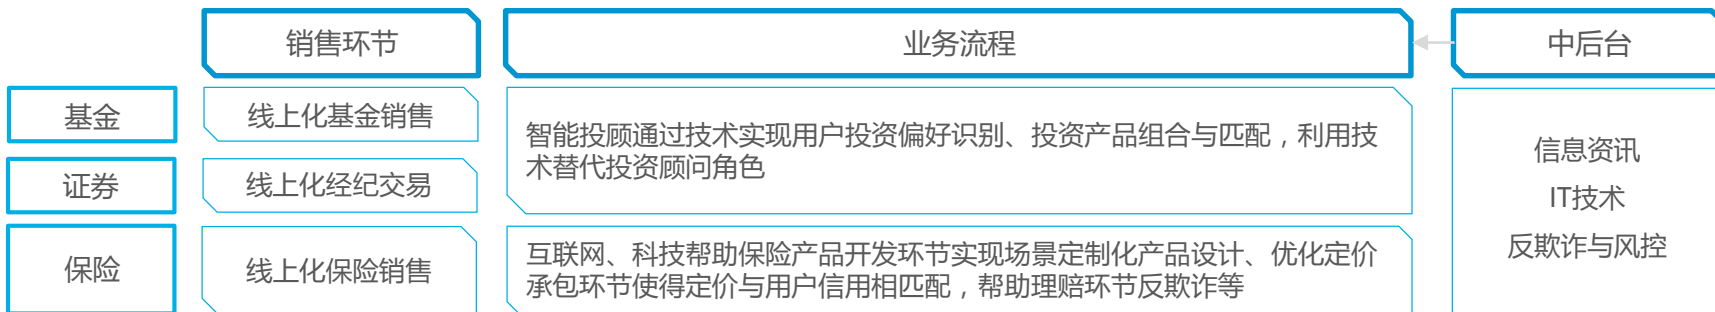 销售环节
业务流程
中后台
基金
线上化基金销售
智能投顾通过技术实现用户投资偏好识别、投资产品组合与匹配，利用技
术替代投资顾问角色
证券
线上化经纪交易
保险
线上化保险销售
互联网、科技帮助保险产品开发环节实现场景定制化产品设计、优化定价
承包环节使得定价与用户信用相匹配，帮助理赔环节反欺诈等
信息资讯
IT技术
反欺诈与风控